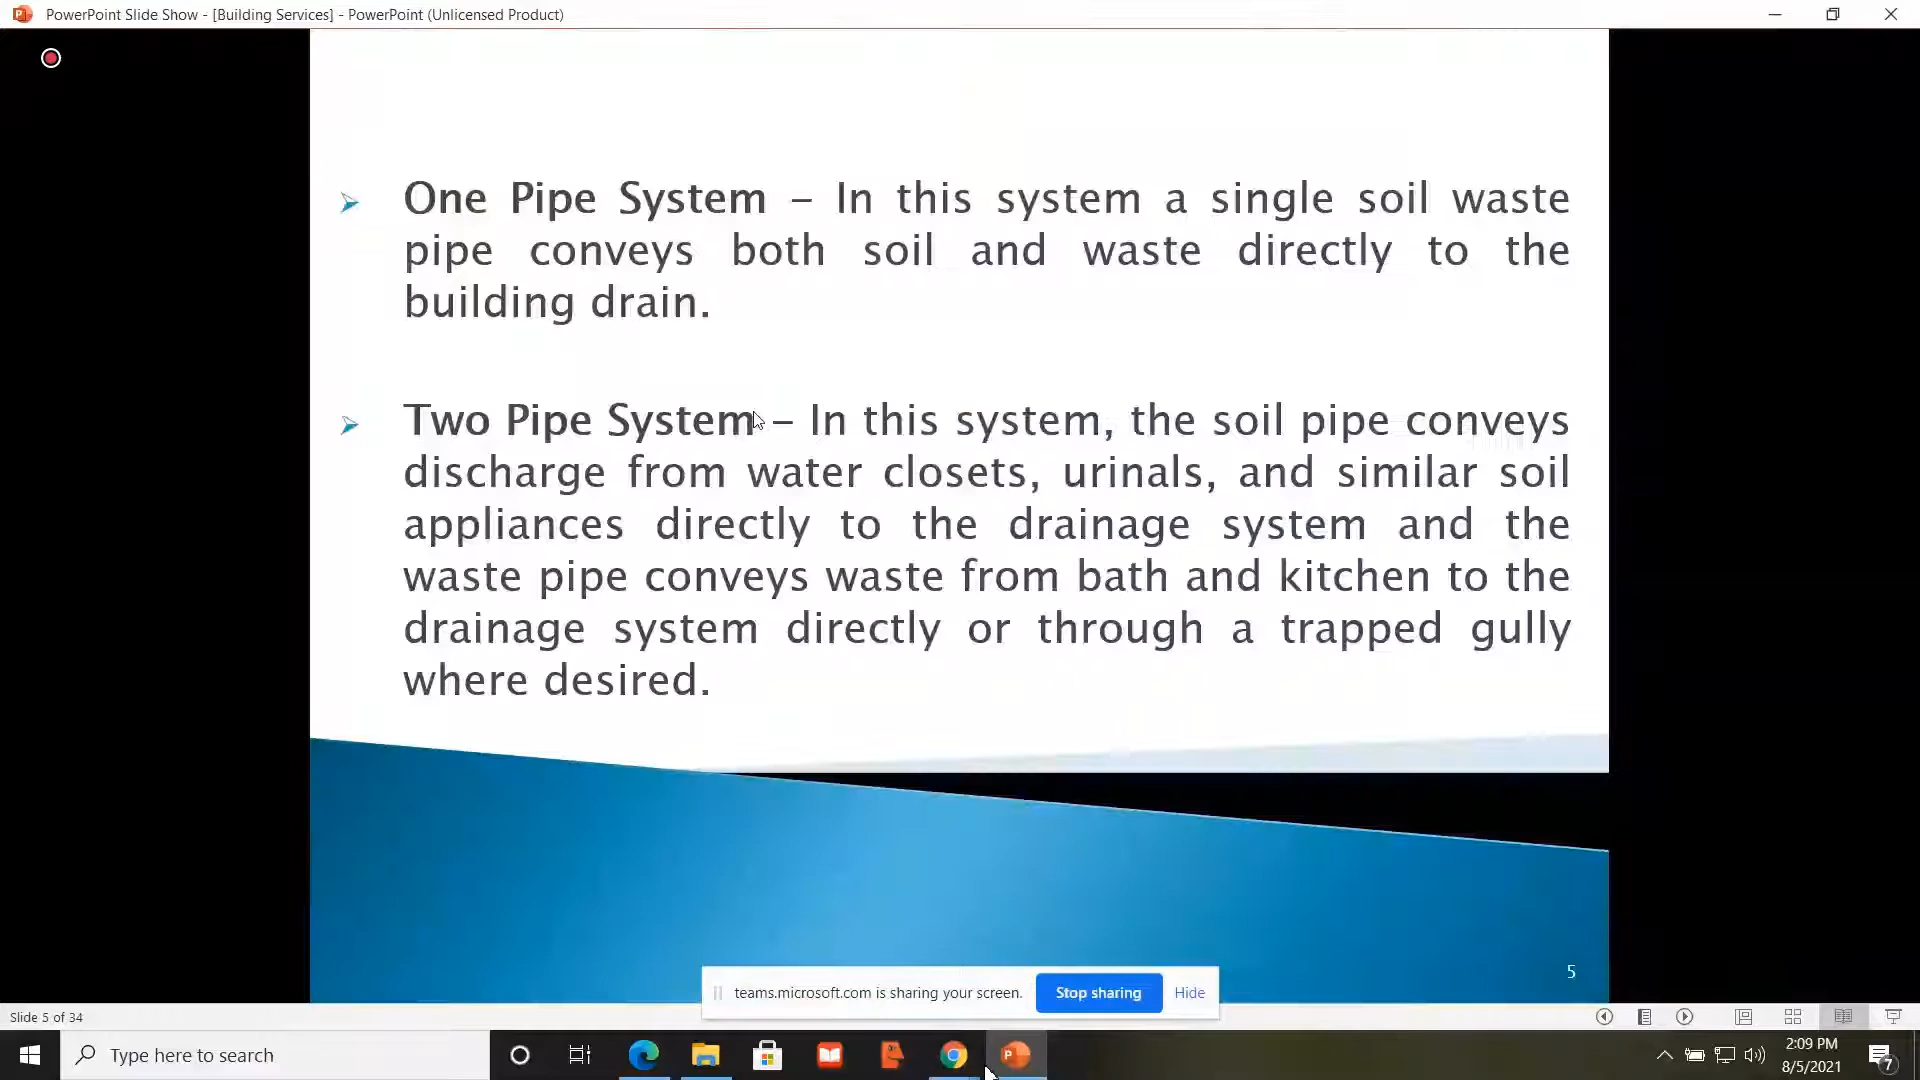 PowerPoint Slide Show - [Building Services] - PowerPoint (Unlicensed Product)
One Pipe System – In this system a single soil waste
pipe conveys both soil and waste directly to the
building drain.
Two Pipe System – In this system, the soil pipe conveys
discharge from water closets, urinals, and similar soil
appliances directly to the drainage system and the
waste pipe conveys waste from bath and kitchen to the
drainage system directly or through a trapped gully
where desired.
5
teams.microsoft.com is sharing your screen. Stop sharing Hide
Slide 5 of 34
Type here to search
2:09 PM
8/5/2021
7